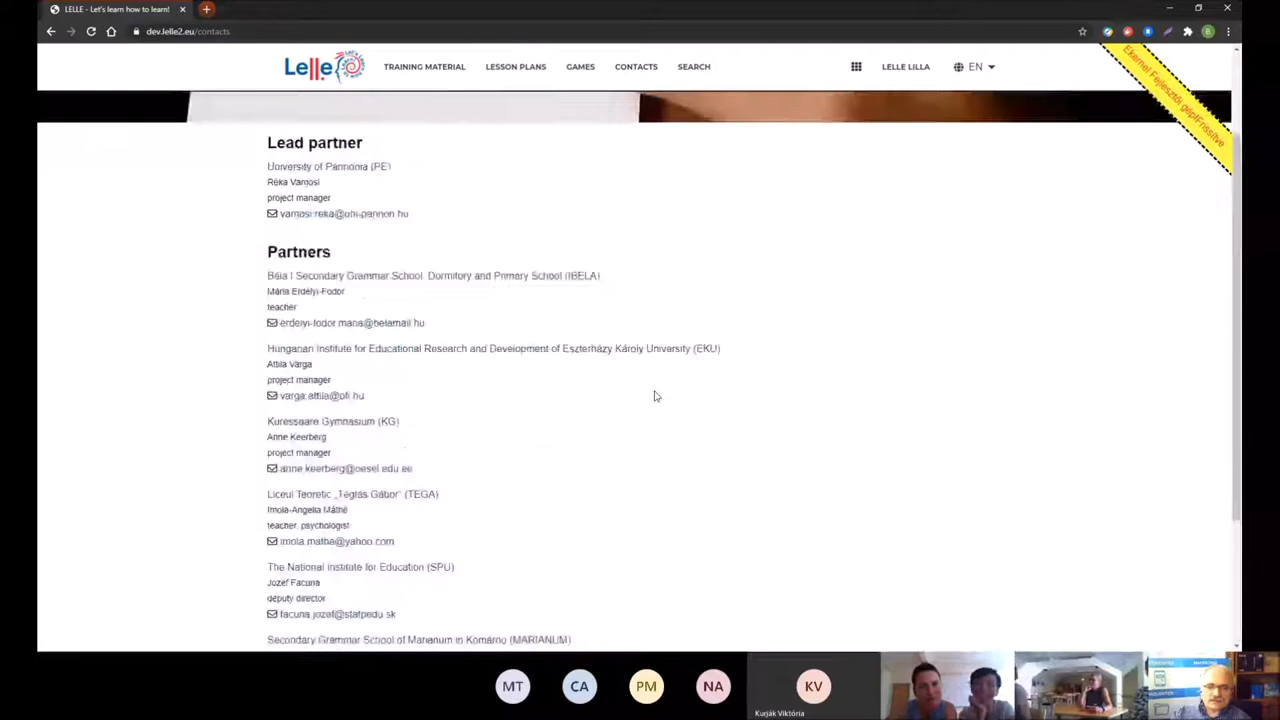 LELLE - Let's learn how to learn!
dev.lelle2.eu/contacts
B
Lelle
TRAINING MATERIAL LESSON PLANS GAMES CONTACTS SEARCH LELLE LILLA EN
Lead partner
University of Pannonia (PE)
Réka Vámosi
project manager
vamosi.reka@uni-pannon.hu
Partners
Béla I Secondary Grammar School Dormitory and Primary School (IBELA)
Mária Erdélyi-Fodor
teacher
erdelyi-fodor.maria@belamail.hu
Hungarian Institute for Educational Research and Development of Eszterházy Károly University (EKU)
Attila Varga
project manager
varga.attila@ofi.hu
Kuressaare Gymnasium (KG)
Anne Keerberg
project manager
anne.keerberg@oesel.edu.ee
Liceul Teoretic „Téglás Gábor” (TEGA)
Imola-Angella Máthé
teacher, psychologist
imola.mathe@yahoo.com
The National Institute for Education (SPU)
Jozef Facuna
deputy director
facuna.jozef@statpedu.sk
Secondary Grammar School of Marianum in Komárno (MARIANUM)
MT CA PM NA KV
Kurják Viktória